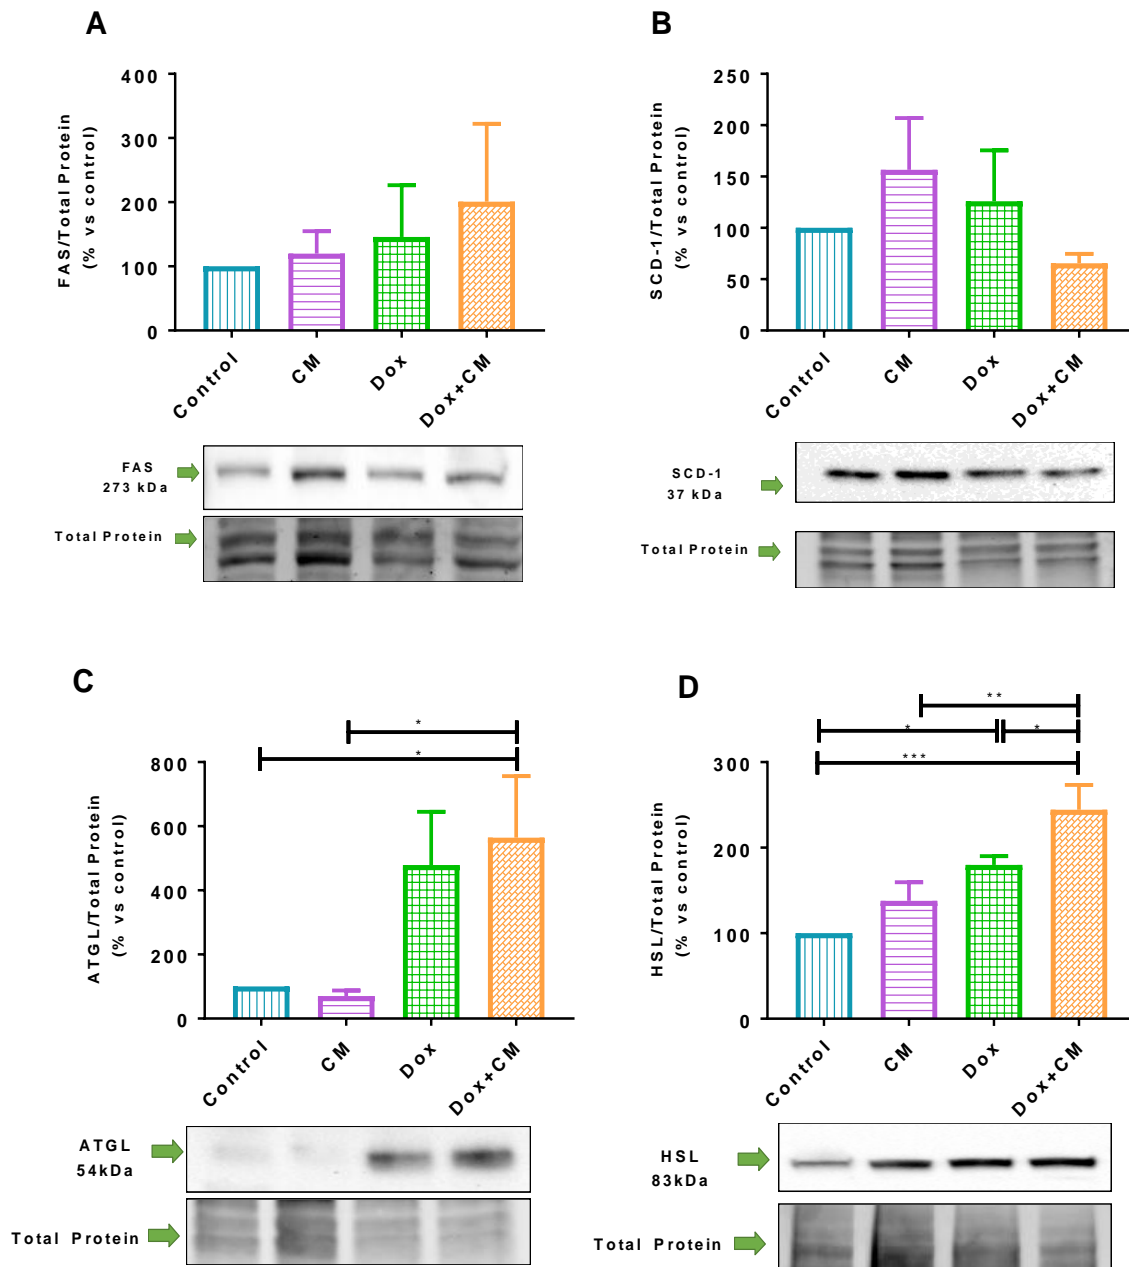 A
FAS/Total Protein
(% vs control)
400
300
200
100
0
Control
CM
Dox
Dox+CM
FAS
273 kDa
Total Protein
B
SCD-1/Total Protein
(% vs control)
250
200
150
100
50
0
Control
CM
Dox
Dox+CM
SCD-1
37 kDa
Total Protein
C
*
*
ATGL/Total Protein
(% vs control)
800
600
400
200
0
Control
CM
Dox
Dox+CM
ATGL
54kDa
Total Protein
D
**
*
*
***
HSL/Total Protein
(% vs control)
300
200
100
0
Control
CM
Dox
Dox+CM
HSL
83kDa
Total Protein